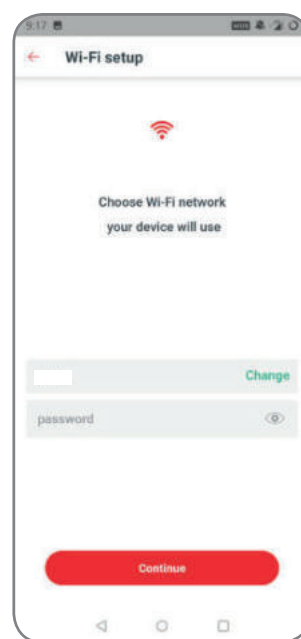 9:17
Wi-Fi setup
Choose Wi-Fi network
your device will use
Change
password
Continue